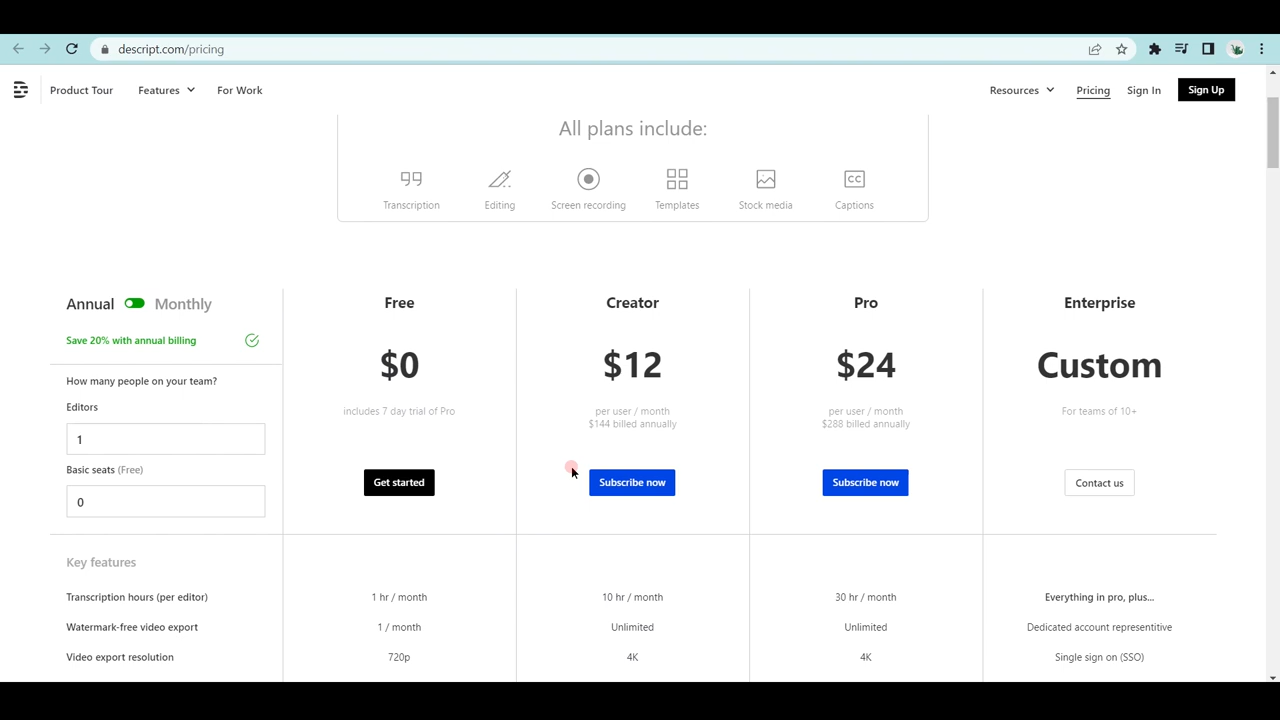 descript.com/pricing
Product Tour Features For Work Resources Pricing Sign In Sign Up
All plans include:
Transcription Editing Screen recording Templates Stock media Captions
CC
Annual Monthly Free Creator Pro Enterprise
Save 20% with annual billing
$0 $12 $24 Custom
How many people on your team?
Editors
includes 7 day trial of Pro per user / month per user / month For teams of 10+
$144 billed annually $288 billed annually
1
Basic seats (Free)
Get started Subscribe now Subscribe now Contact us
0
Key features
Transcription hours (per editor) 1 hr / month 10 hr / month 30 hr / month Everything in pro, plus...
Watermark-free video export 1 / month Unlimited Unlimited Dedicated account representitive
Video export resolution 720p 4K 4K Single sign on (SSO)